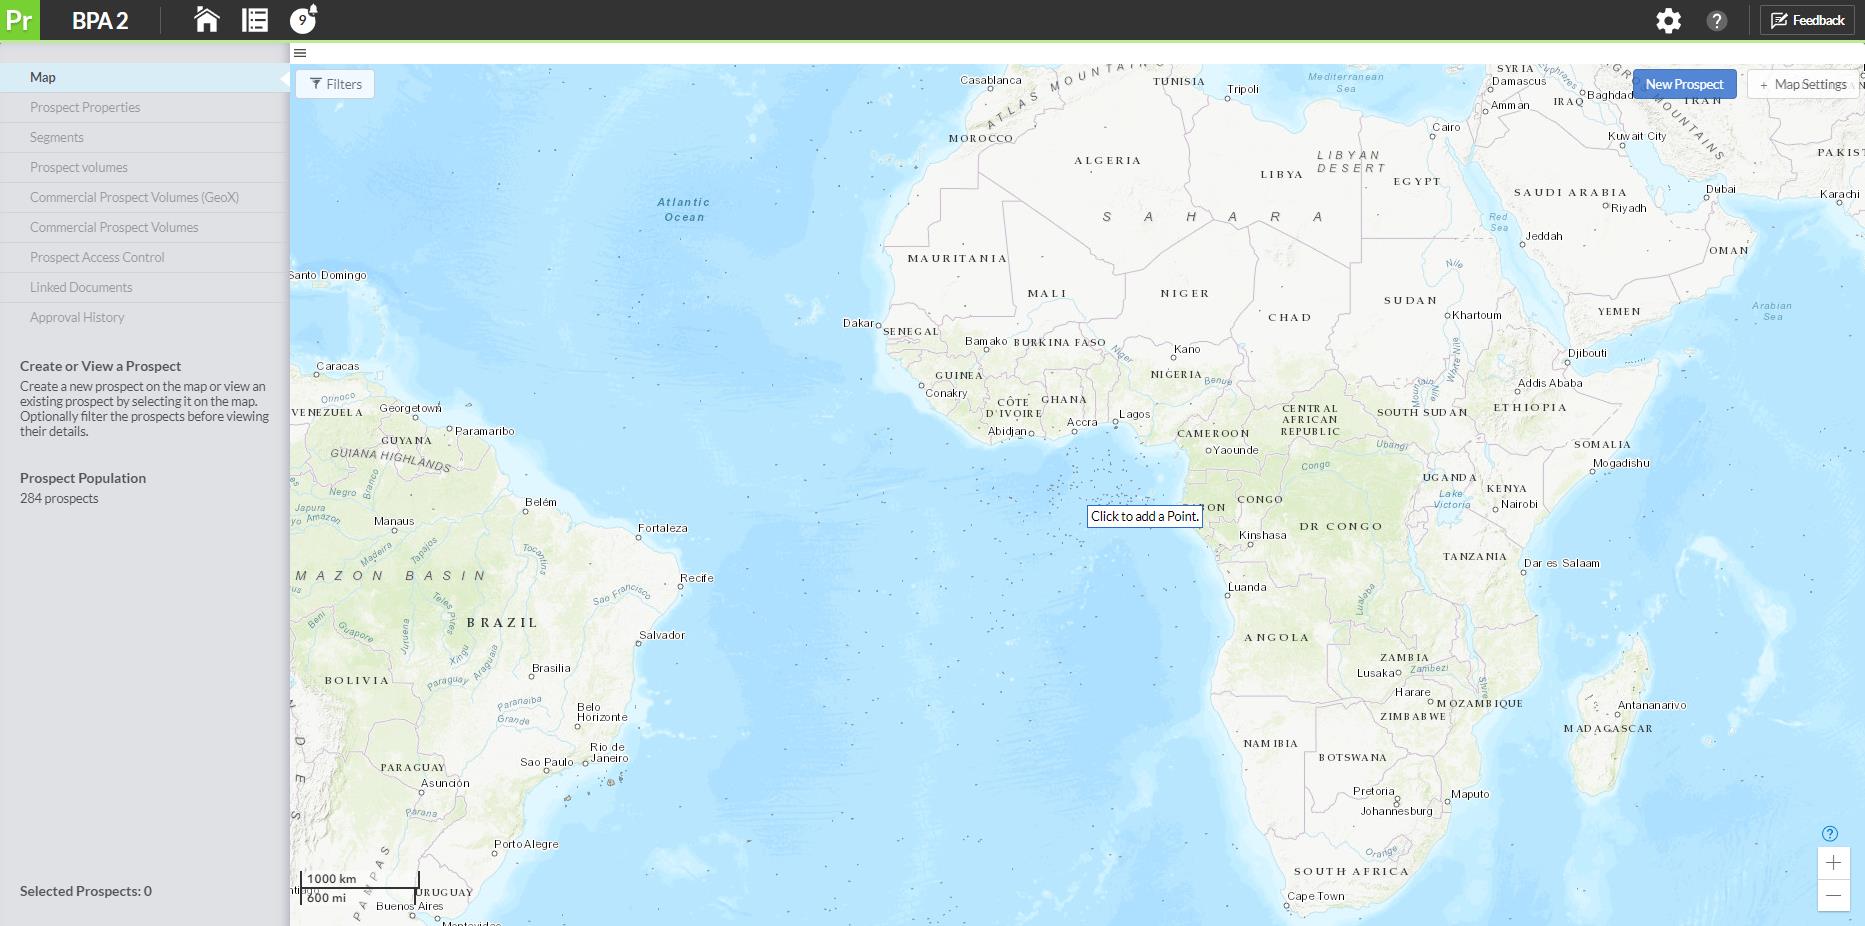 Pr
BPA 2
9
?
Feedback
Map
Prospect Properties
Segments
Prospect volumes
Commercial Prospect Volumes (GeoX)
Commercial Prospect Volumes
Prospect Access Control
Linked Documents
Approval History
Create or View a Prospect
Create a new prospect on the map or view an
existing prospect by selecting it on the map.
Optionally filter the prospects before viewing
their details.
Prospect Population
284 prospects
Selected Prospects: 0
Filters
New Prospect
+ Map Settings
Casablanca
ATLAS MOUNTAINS
TUNISIA
Tripoli
Mediterranean
Sea
SYRIA
Damascus
Amman
IRAQ
Baghdad
IRAN
MOUNTAINS
MOROCCO
Cairo
Kuwait City
ALGERIA
LIBYA
LIBYAN
DESERT
EGYPT
SAUDI ARABIA
Riyadh
Dubai
Karachi
Atlantic
Ocean
SAHARA
Red
Sea
Jeddah
OMAN
MAURITANIA
Nile
Santo Domingo
MALI
NIGER
CHAD
SUDAN
Khartoum
YEMEN
Arabian
Sea
Dakar
SENEGAL
Bamako
BURKINA FASO
Niger
Kano
White Nile
Djibouti
Caracas
GUINEA
NIGERIA
Benue
Mountain
Nile
Addis Ababa
Conakry
Orinoco
VENEZUELA
Georgetown
CÔTE
D'IVOIRE
GHANA
Lagos
CENTRAL
AFRICAN
REPUBLIC
SOUTH SUDAN
ETHIOPIA
Paramaribo
Abidjan
Accra
CAMEROON
GUYANA
GUIANA HIGHLANDS
Yaounde
Ubangi
SOMALIA
Mogadishu
Negro
Branco
Congo
UGANDA
KENYA
Lake
Victoria
Nairobi
Belém
CONGO
Japura
Amazon
Manaus
Fortaleza
Click to add a Point.
DR CONGO
Kinshasa
Madeira
Tapajos
Tocantins
TANZANIA
Dar es Salaam
Recife
Luanda
Sao Francisco
Lualaba
Beni
Guapore
Juruena
Teles Pires
BRAZIL
Salvador
ANGOLA
Xingu
Araguaia
ZAMBIA
Zambezi
Brasilia
Lusaka
BOLIVIA
Paraguay
Shire
Harare
MOZAMBIQUE
Antananarivo
Paranaiba
Grande
Belo
Horizonte
ZIMBABWE
MADAGASCAR
NAMIBIA
BOTSWANA
Rio de
Janeiro
Sao Paulo
PARAGUAY
Asunción
Pretoria
Johannesburg
Maputo
Parana
Porto Alegre
Orange
SOUTH AFRICA
?
1000 km
600 mi
PAMPAS
URUGUAY
Cape Town
Buenos Aires
Montevideo
+
−